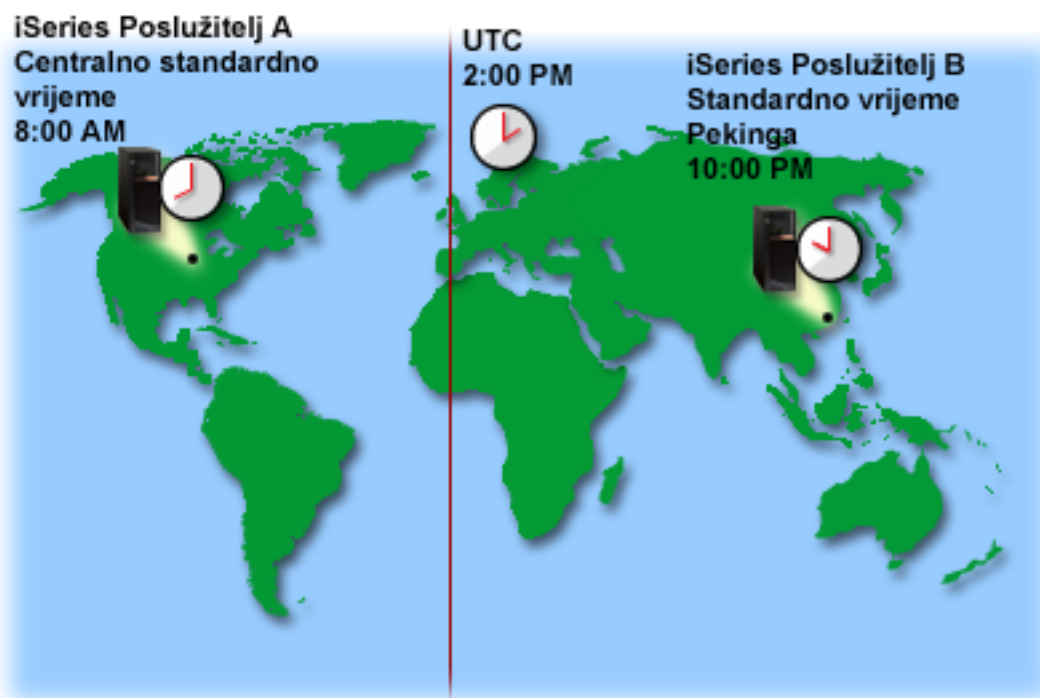 iSeries Poslužitelj A
Centralno standardno
vrijeme
8:00 AM
UTC
2:00 PM
iSeries Poslužitelj B
Standardno vrijeme
Pekinga
10:00 PM